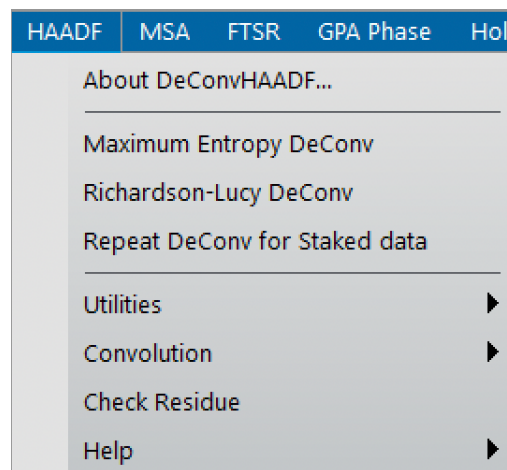 HAADF MSA FTSR GPA Phase Hol
About DeConvHAADF...
Maximum Entropy DeConv
Richardson-Lucy DeConv
Repeat DeConv for Staked data
Utilities
Convolution
Check Residue
Help